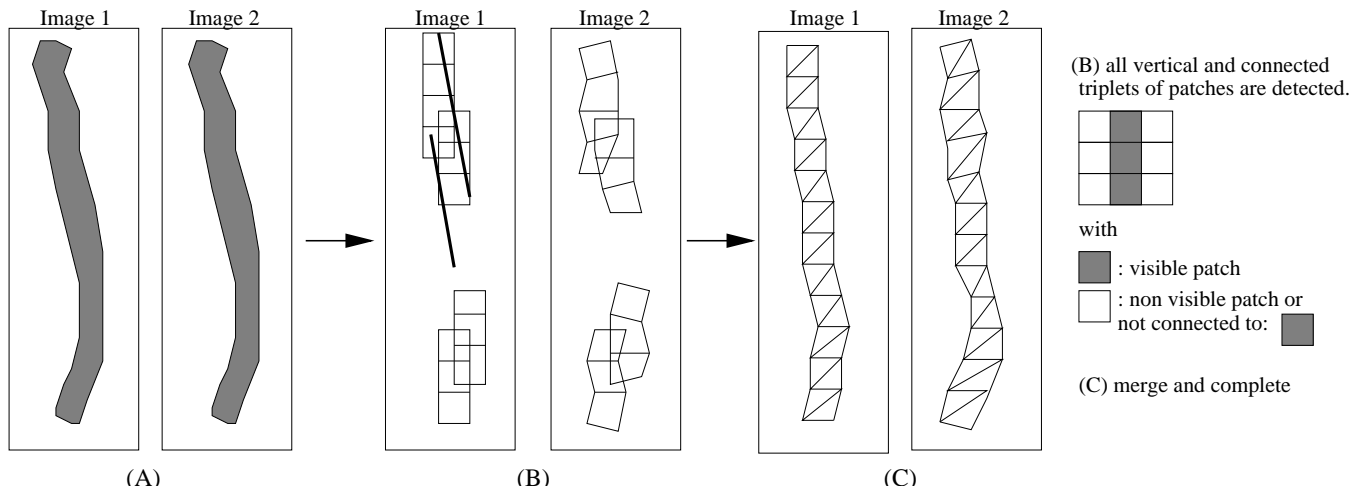 Image 1
Image 2
Image 1
Image 2
Image 1
Image 2
(B) all vertical and connected
triplets of patches are detected.
with
: visible patch
: non visible patch or
not connected to:
(C) merge and complete
(A)
(B)
(C)